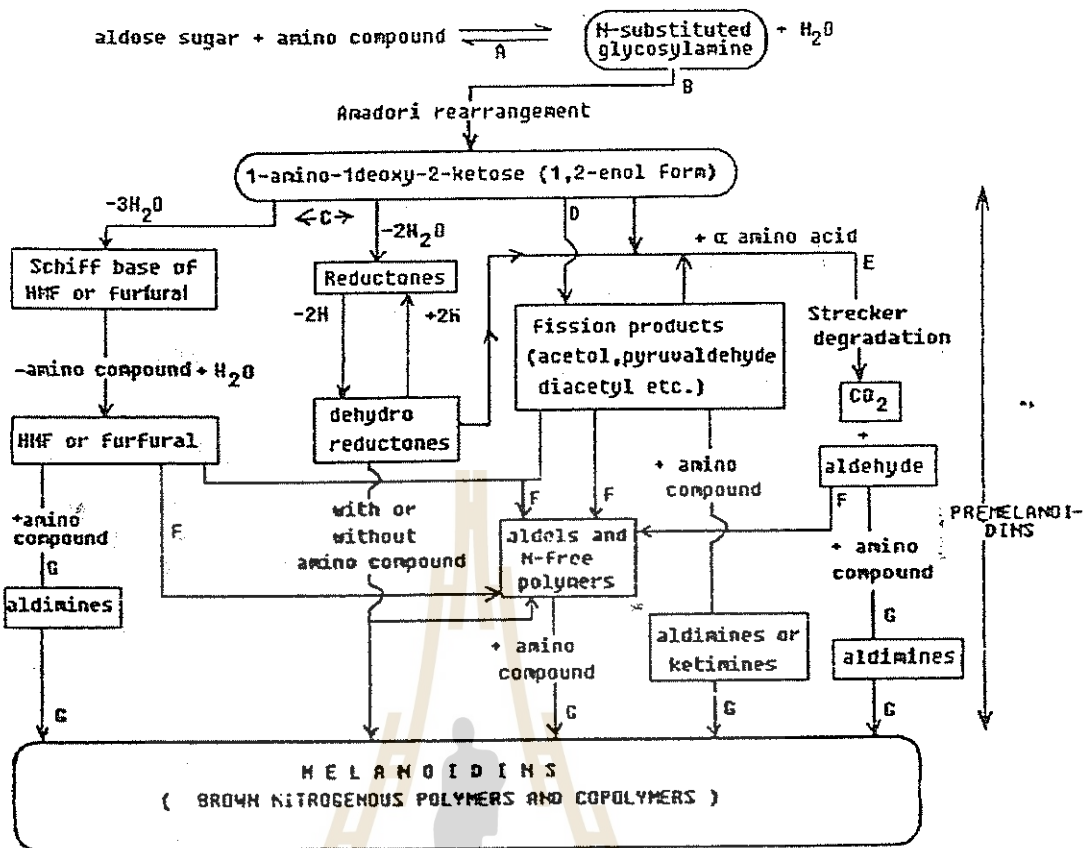 aldose sugar + amino compound
A
N-substituted
glycosylamine
+ H2O
B
Amadori rearrangement
1-amino-1deoxy-2-ketose (1,2-enol form)
-3H2O
<C>
-2H2O
D
+ α amino acid
E
Schiff base of
HMF or furfural
Reductones
-2H
+2H
Fission products
(acetol,pyruvaldehyde
diacetyl etc.)
Strecker
degradation
-amino compound + H2O
CO2
+
aldehyde
HMF or furfural
dehydro
reductones
+ amino
compound
F
F
F
PREMELANOI-
DINS
+amino
compound
F
with or
without
amino compound
aldols and
N-free
polymers
+ amino
compound
G
G
aldimines
+ amino
compound
aldimines or
ketimines
aldimines
G
G
G
G
MELANOIDINS
( BROWN NITROGENOUS POLYMERS AND COPOLYMERS )